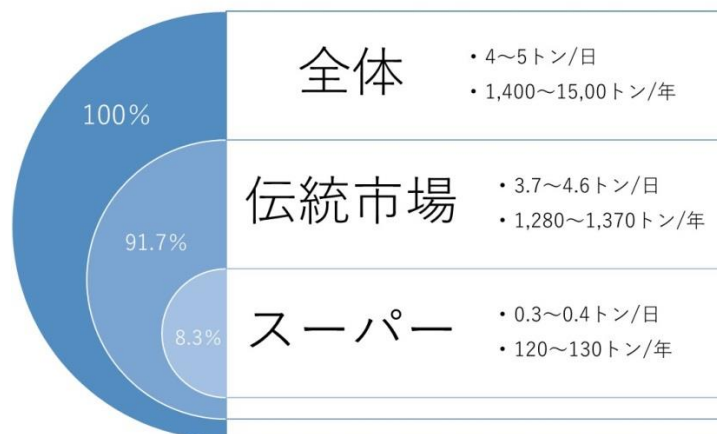 100%
全体
・4～5トン/日
・1,400～15,00トン/年
91.7%
伝統市場
・3.7～4.6トン/日
・1,280～1,370トン/年
8.3%
スーパー
・0.3～0.4トン/日
・120～130トン/年